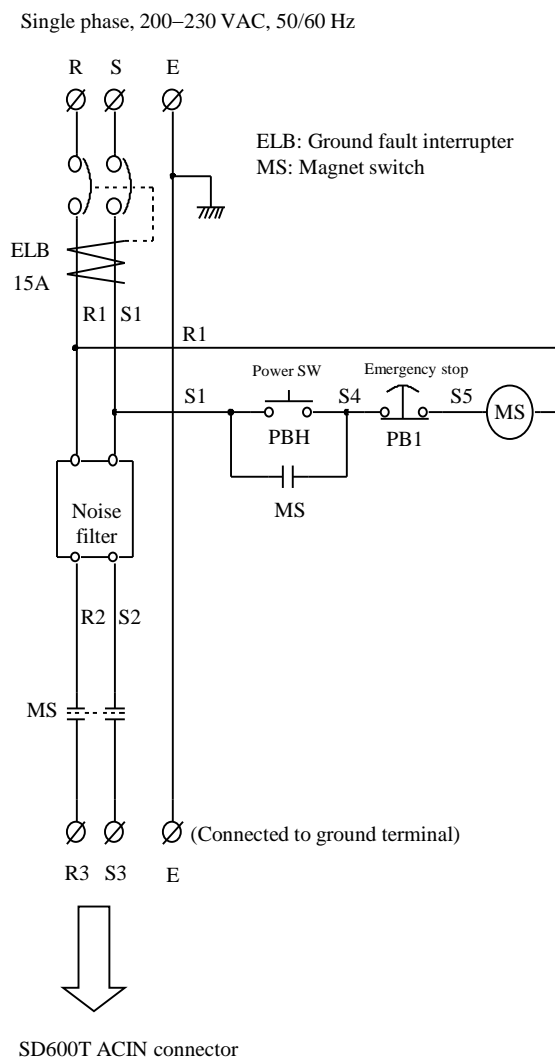 Single phase, 200–230 VAC, 50/60 Hz
R S E
ELB: Ground fault interrupter
MS: Magnet switch
ELB
15A
R1 S1
R1
Power SW
Emergency stop
S1
S4
S5
MS
PBH
PB1
MS
Noise
filter
R2 S2
MS
(Connected to ground terminal)
R3 S3 E
SD600T ACIN connector